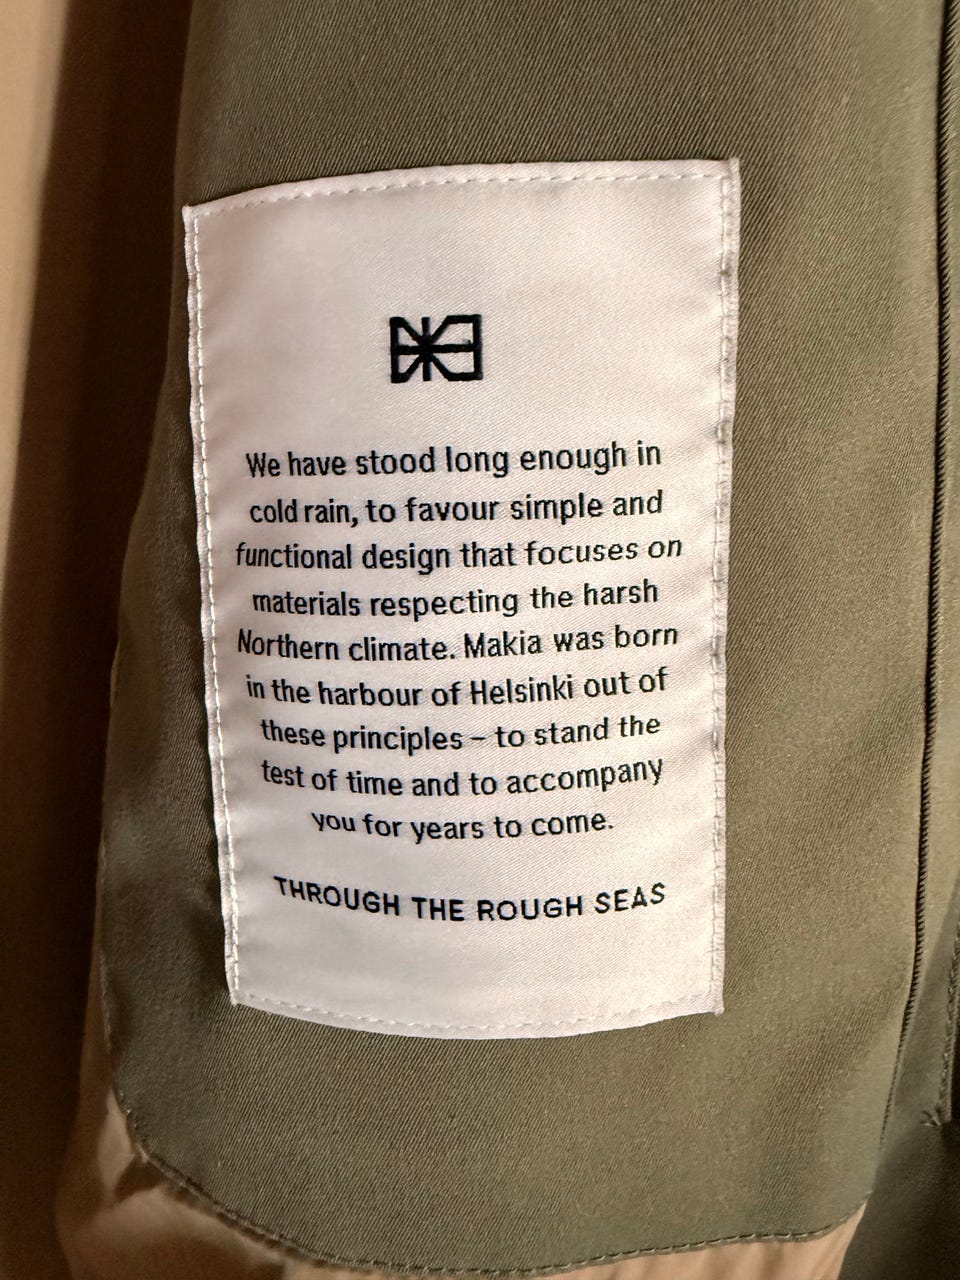 We have stood long enough in
cold rain, to favour simple and
functional design that focuses on
materials respecting the harsh
Northern climate. Makia was born
in the harbour of Helsinki out of
these principles – to stand the
test of time and to accompany
you for years to come.
THROUGH THE ROUGH SEAS